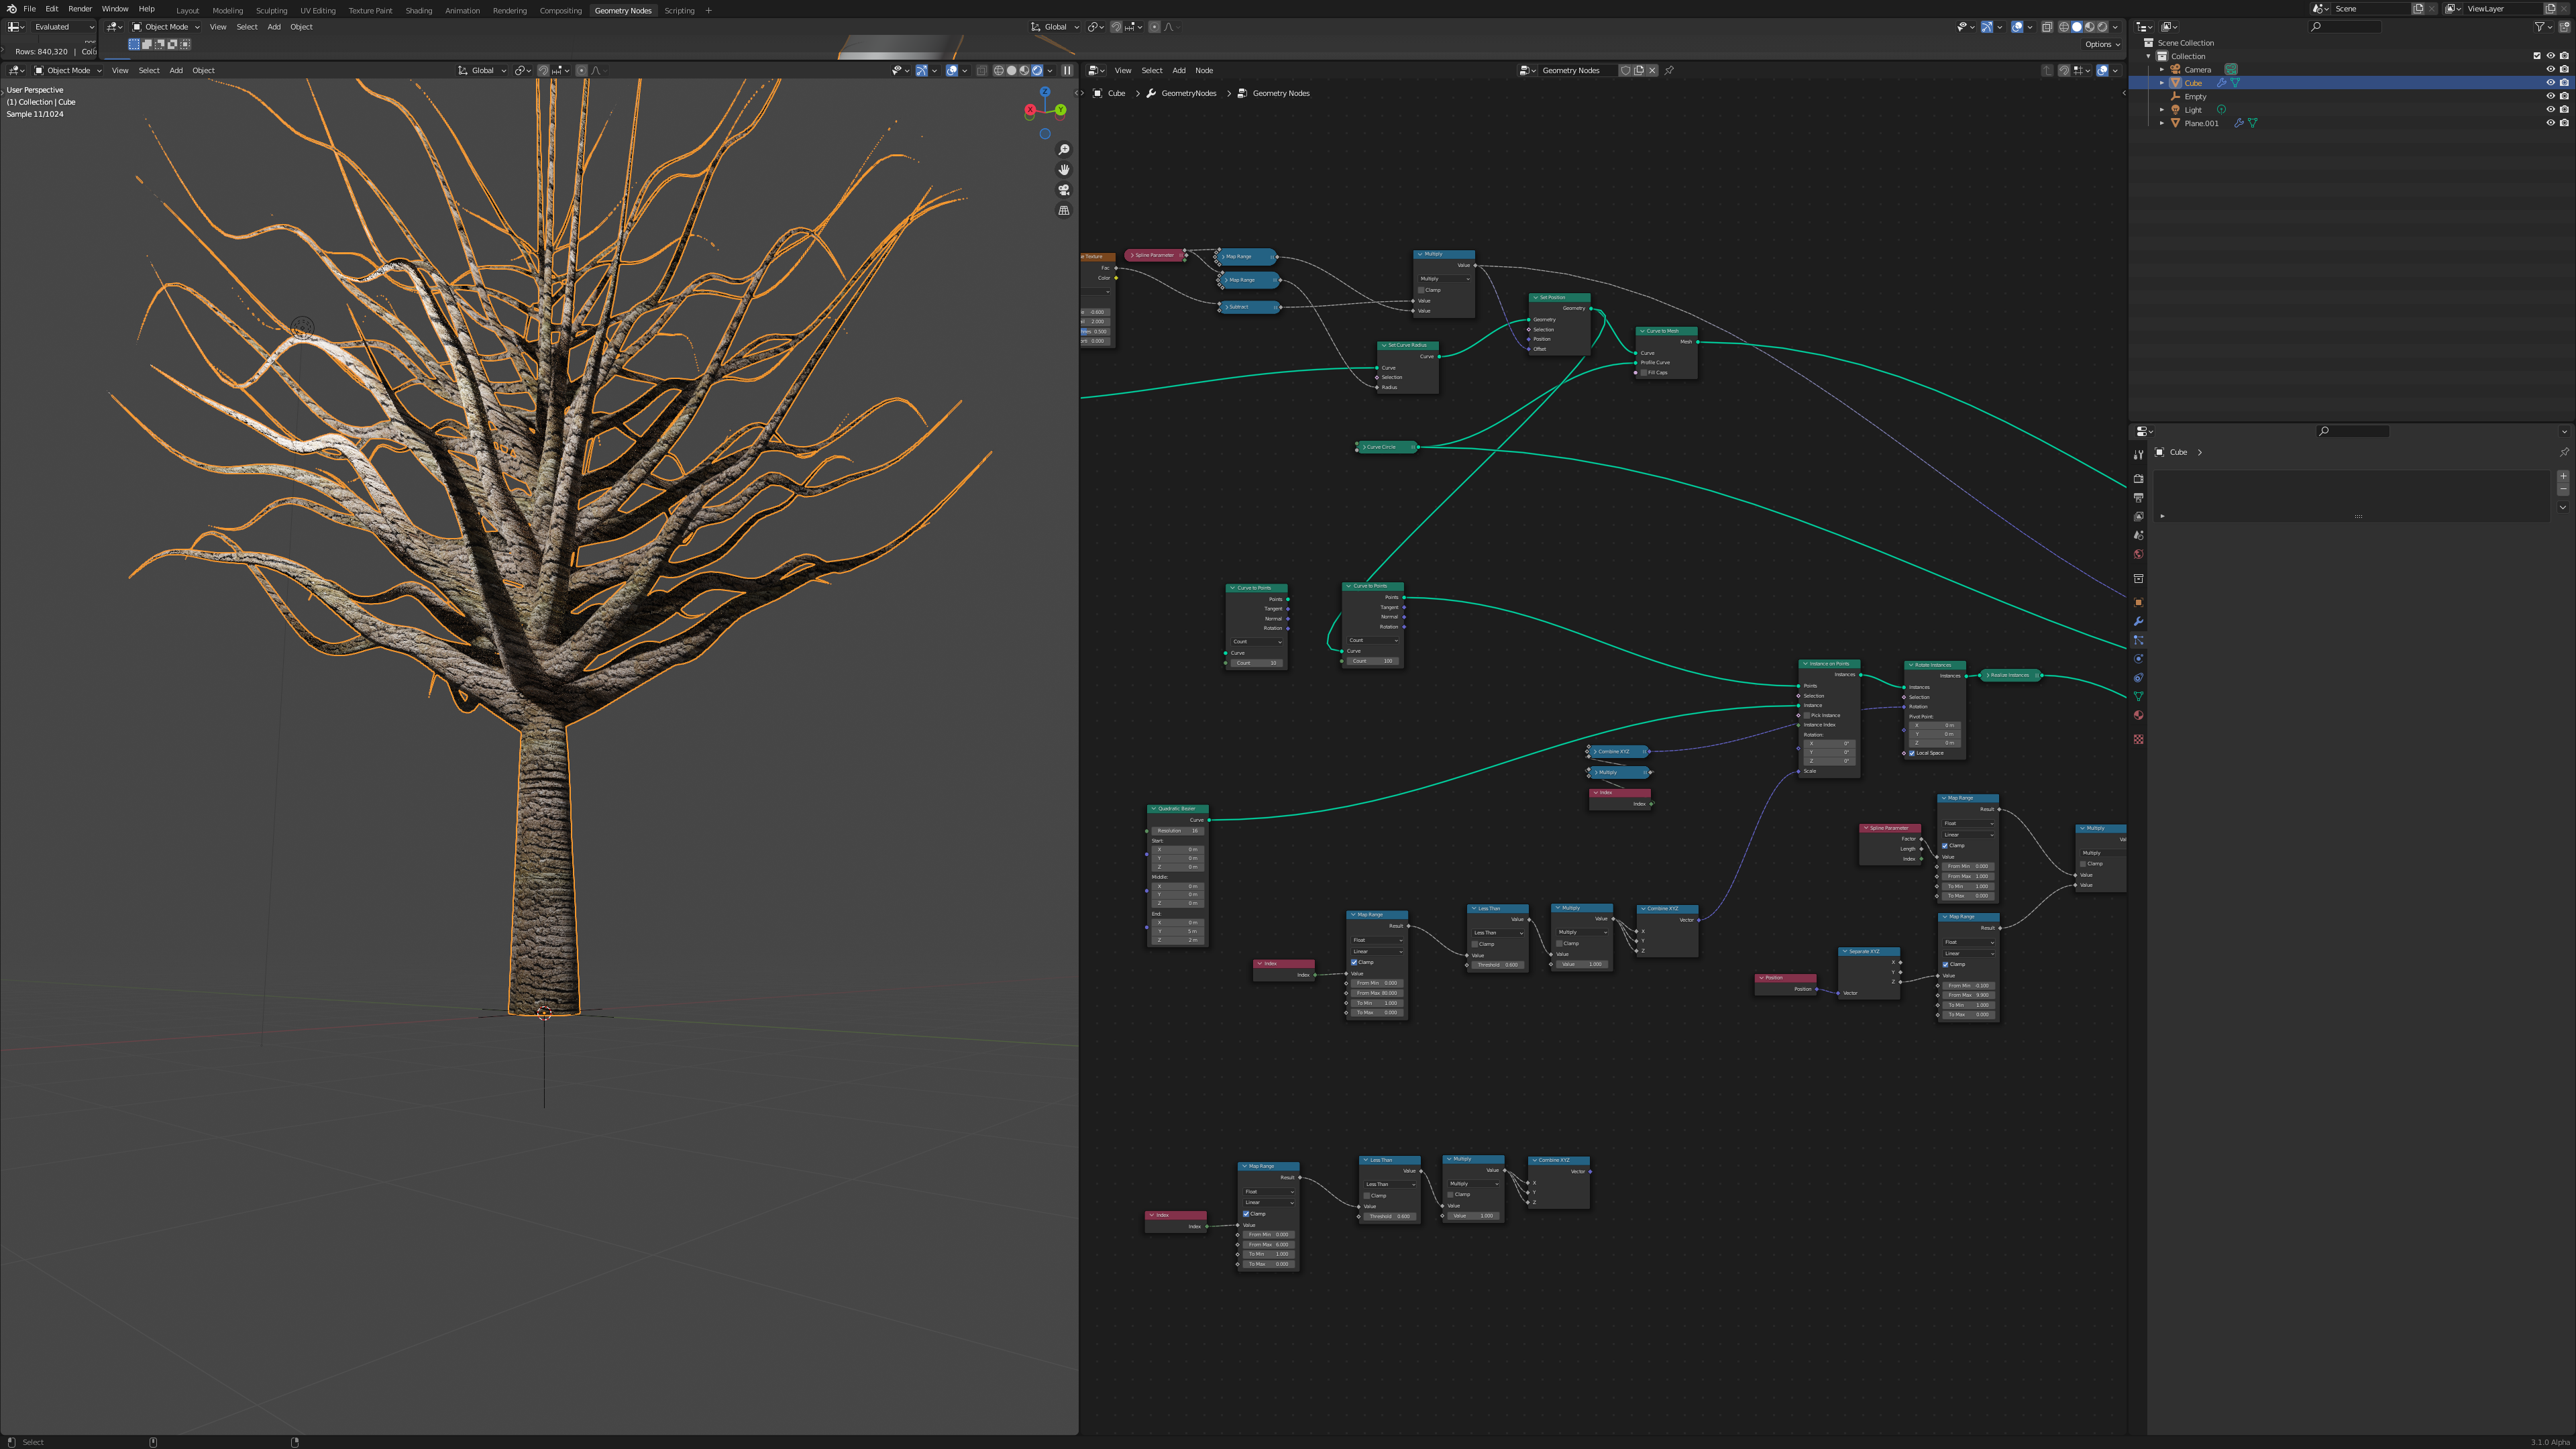 File Edit Render Window Help Layout Modeling Sculpting UV Editing Texture Paint Shading Animation Rendering Compositing Geometry Nodes Scripting + Scene ViewLayer
Evaluated Object Mode View Select Add Object Global
Rows: 840,320 | Col
Options
Object Mode View Select Add Object Global
View Select Add Node Geometry Nodes
User Perspective
(1) Collection | Cube
Sample 11/1024
Z
X Y
Cube > GeometryNodes > Geometry Nodes
Texture
Fac
Color
-0.600
2.000
0.500
0.000
Spline Parameter
Map Range
Map Range
Subtract
Multiply
Value
Multiply
Clamp
Value
Value
Set Curve Radius
Curve
Curve
Selection
Radius
Set Position
Geometry
Geometry
Selection
Position
Offset
Curve to Mesh
Mesh
Curve
Profile Curve
Fill Caps
Curve Circle
Curve to Points
Points
Tangent
Normal
Rotation
Count
Curve
Count 10
Curve to Points
Points
Tangent
Normal
Rotation
Count
Curve
Count 100
Instance on Points
Instances
Points
Selection
Instance
Pick Instance
Instance Index
Rotation:
X 0°
Y 0°
Z 0°
Scale
Rotate Instances
Instances
Instances
Selection
Rotation
Pivot Point:
X 0 m
Y 0 m
Z 0 m
Local Space
Realize Instances
Combine XYZ
Multiply
Index
Index
Quadratic Bezier
Curve
Resolution 16
Start:
X 0 m
Y 0 m
Z 0 m
Middle:
X 0 m
Y 0 m
Z 0 m
End:
X 0 m
Y 5 m
Z 2 m
Index
Index
Map Range
Result
Float
Linear
Clamp
Value
From Min 0.000
From Max 90.000
To Min 1.000
To Max 0.000
Less Than
Value
Less Than
Clamp
Value
Threshold 0.600
Multiply
Value
Multiply
Clamp
Value
Value 1.000
Combine XYZ
Vector
X
Y
Z
Spline Parameter
Factor
Length
Index
Map Range
Result
Float
Linear
Clamp
Value
From Min 0.000
From Max 1.000
To Min 1.000
To Max 0.000
Multiply
Multiply
Clamp
Value
Value
Position
Position
Separate XYZ
X
Y
Z
Vector
Map Range
Result
Float
Linear
Clamp
Value
From Min -0.100
From Max 9.900
To Min 1.000
To Max 0.000
Index
Index
Map Range
Result
Float
Linear
Clamp
Value
From Min 0.000
From Max 6.000
To Min 1.000
To Max 0.000
Less Than
Value
Less Than
Clamp
Value
Threshold 0.600
Multiply
Value
Multiply
Clamp
Value
Value 1.000
Combine XYZ
Vector
X
Y
Z
Scene Collection
Collection
Camera
Cube
Empty
Light
Plane.001
Cube >
Select
3.1.0 Alpha